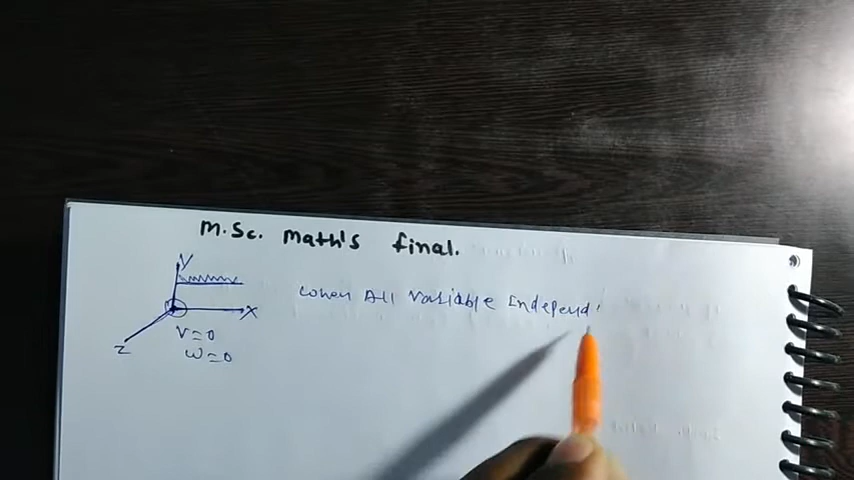 M.Sc. Math's final.
Y
When All Variable Independ
X
Z
V=0
W=0